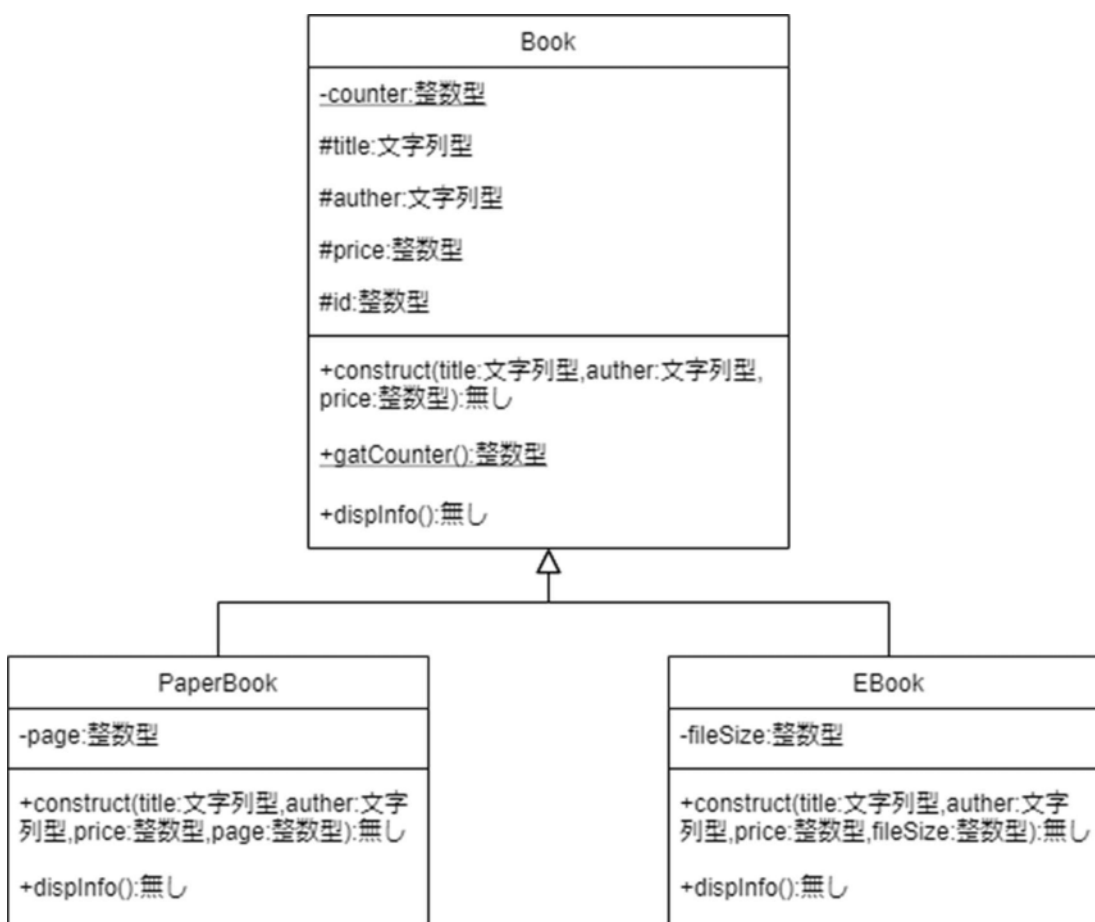 Book
-counter:整数型
#title:文字列型
#auther:文字列型
#price:整数型
#id:整数型
+construct(title:文字列型,auther:文字列型,
price:整数型):無し
+gatCounter():整数型
+dispInfo():無し
PaperBook
-page:整数型
+construct(title:文字列型,auther:文字
列型,price:整数型,page:整数型):無し
+dispInfo():無し
EBook
-fileSize:整数型
+construct(title:文字列型,auther:文字
列型,price:整数型,fileSize:整数型):無し
+dispInfo():無し